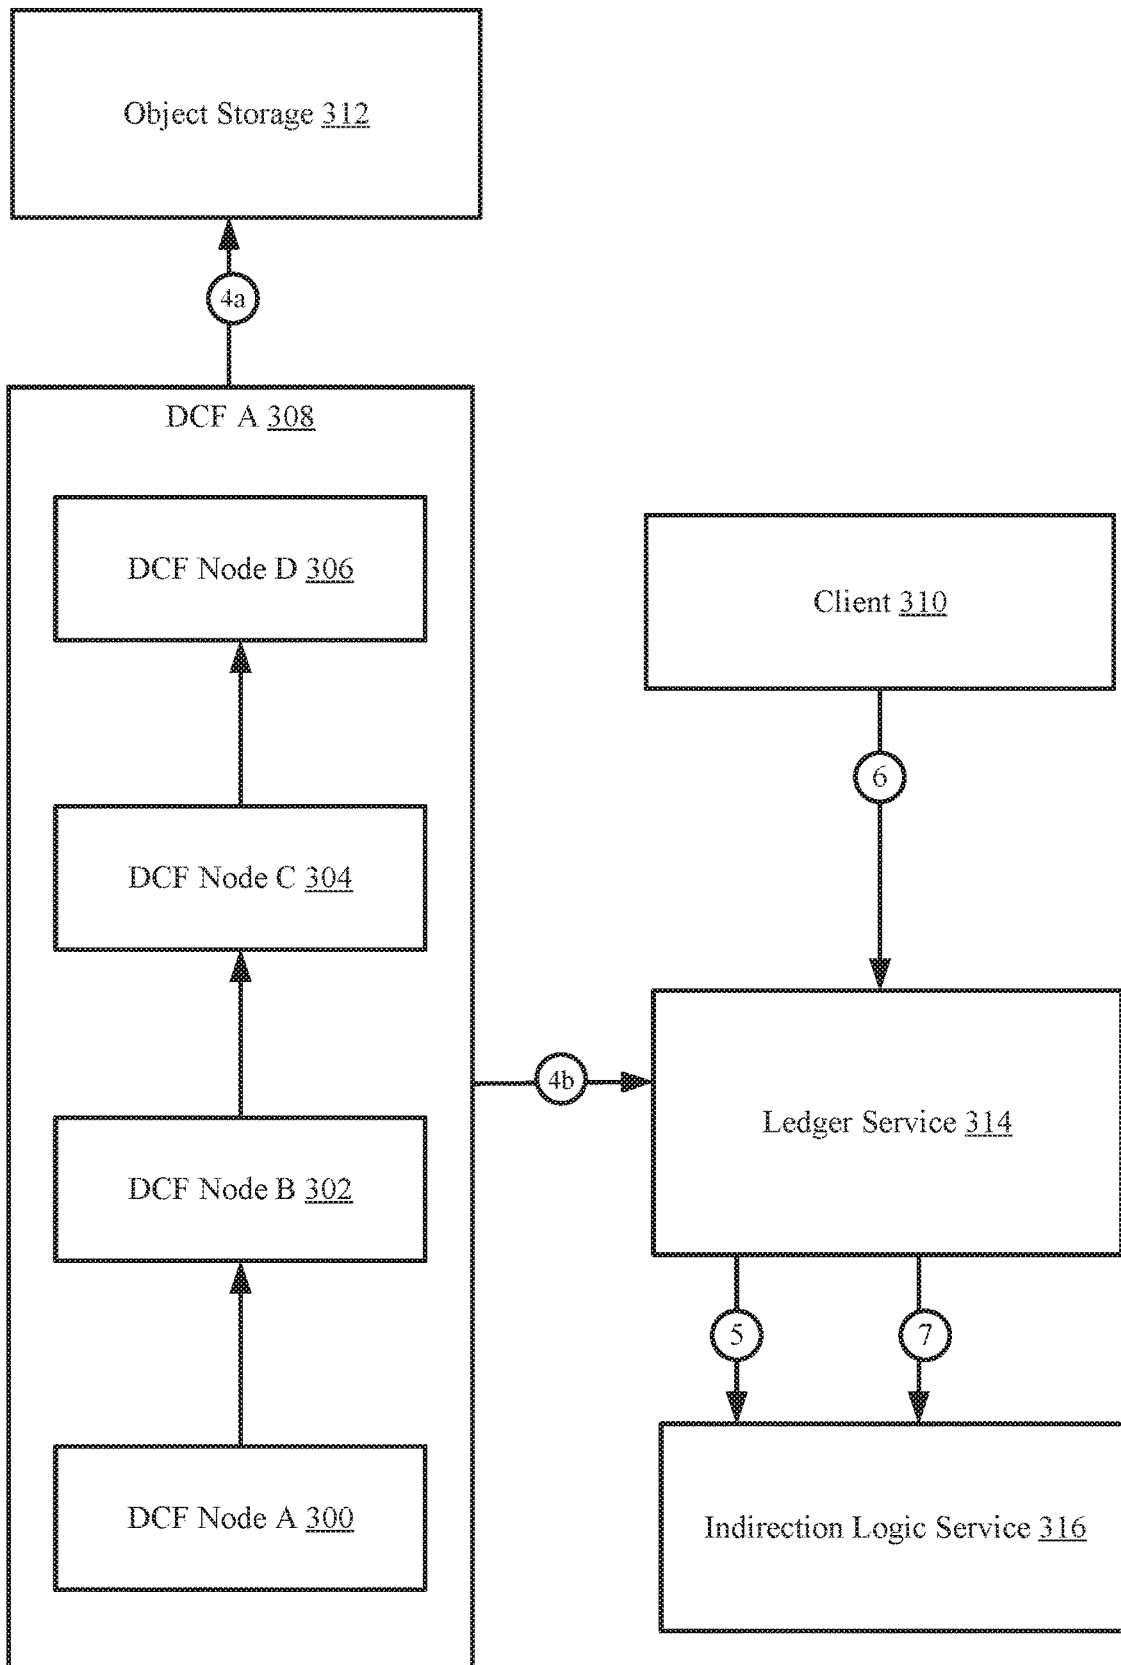 Object Storage 312
4a
DCF A 308
DCF Node D 306
Client 310
6
DCF Node C 304
4b
Ledger Service 314
DCF Node B 302
5
7
DCF Node A 300
Indirection Logic Service 316